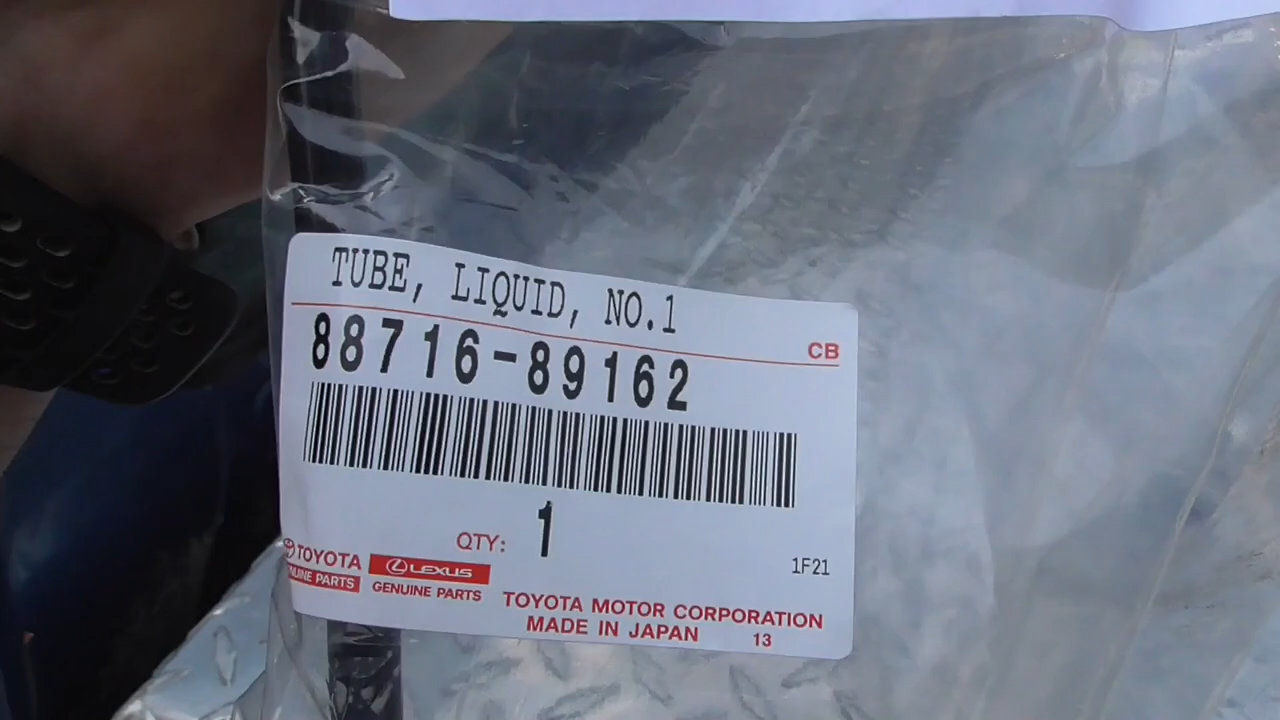 TUBE, LIQUID, NO.1
CB
88716-89162
QTY: 1
1F21
TOYOTA
GENUINE PARTS
LEXUS
GENUINE PARTS
TOYOTA MOTOR CORPORATION
MADE IN JAPAN 13